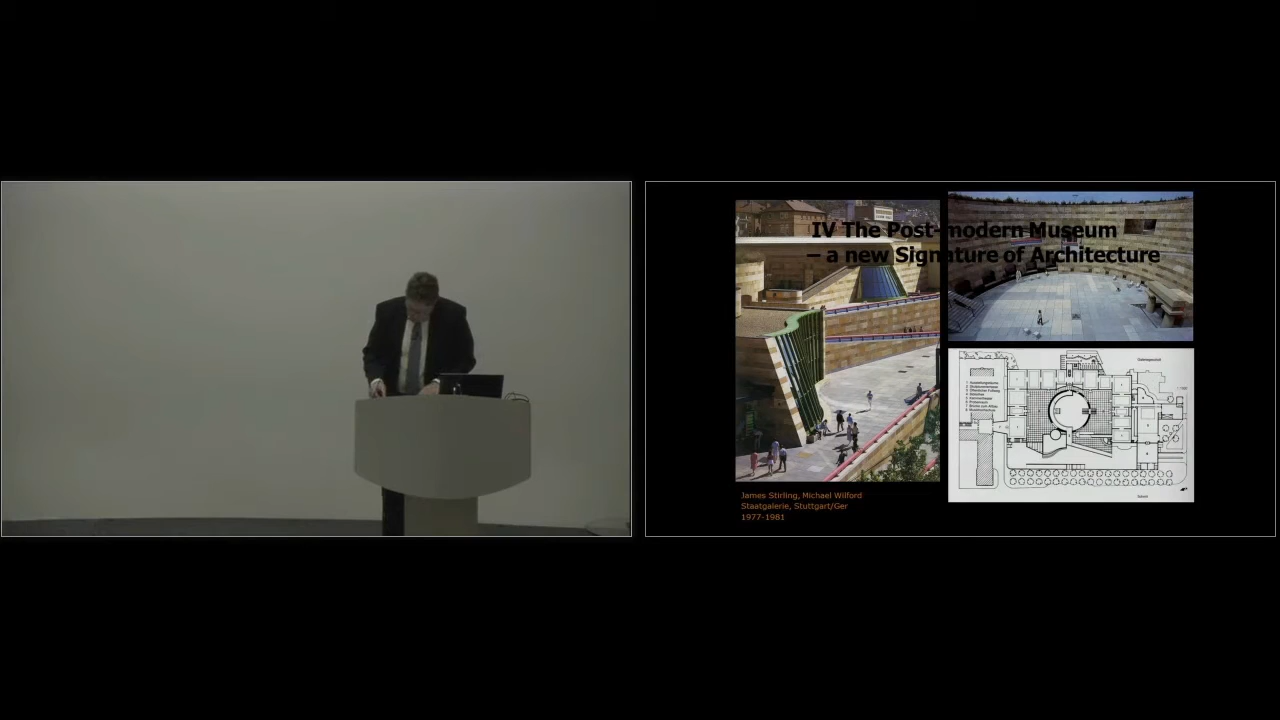 IV The Post-modern Museum
– a new Signature of Architecture
James Stirling, Michael Wilford
Staatgalerie, Stuttgart/Ger
1977-1981